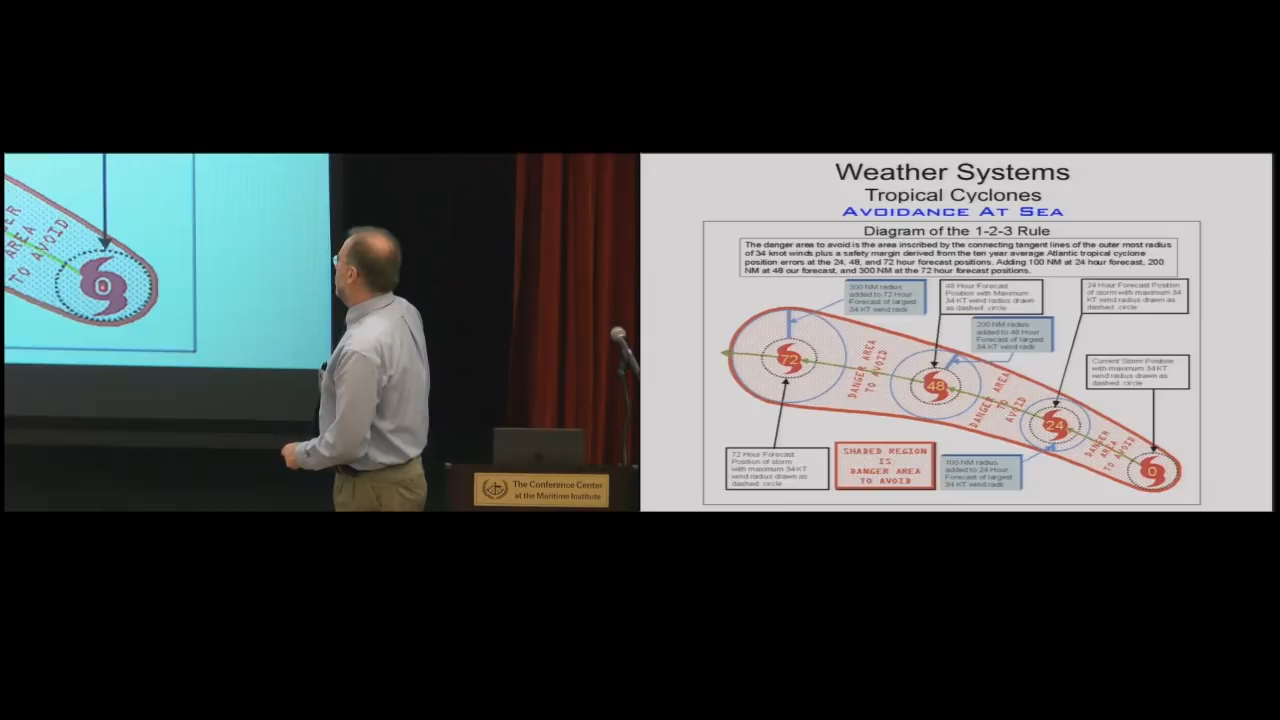 ER
AREA
TO AVOID
0
The Conference Center
at the Maritime Institute
Weather Systems
Tropical Cyclones
Avoidance At Sea
Diagram of the 1-2-3 Rule
The danger area to avoid is the area inscribed by the connecting tangent lines of the outer most radius
of 34 knot winds plus a safety margin derived from the ten year average Atlantic tropical cyclone
position errors at the 24, 48, and 72 hour forecast positions. Adding 100 NM at 24 hour forecast, 200
NM at 48 our forecast, and 300 NM at the 72 hour forecast positions.
300 NM radius
added to 72 Hour
Forecast of largest
34 KT wind radii
48 Hour Forecast
Position with Maximum
34 KT wind radius drawn
as dashed circle
24 Hour Forecast Position
of storm with maximum 34
KT wind radius drawn as
dashed circle
200 NM radius
added to 48 Hour
Forecast of largest
34 KT wind radii
Current Storm Position
with maximum 34KT
wind radius drawn as
dashed circle
72
DANGER AREA
TO AVOID
48
DANGER AREA
TO
AVOID
24
DANGER
AREA
TO AVOID
0
72 Hour Forecast
Position of storm
with maximum 34 KT
wind radius drawn as
dashed circle
SHADED REGION
IS
DANGER AREA
TO AVOID
100 NM radius
added to 24 Hour
Forecast of largest
34 KT wind radii